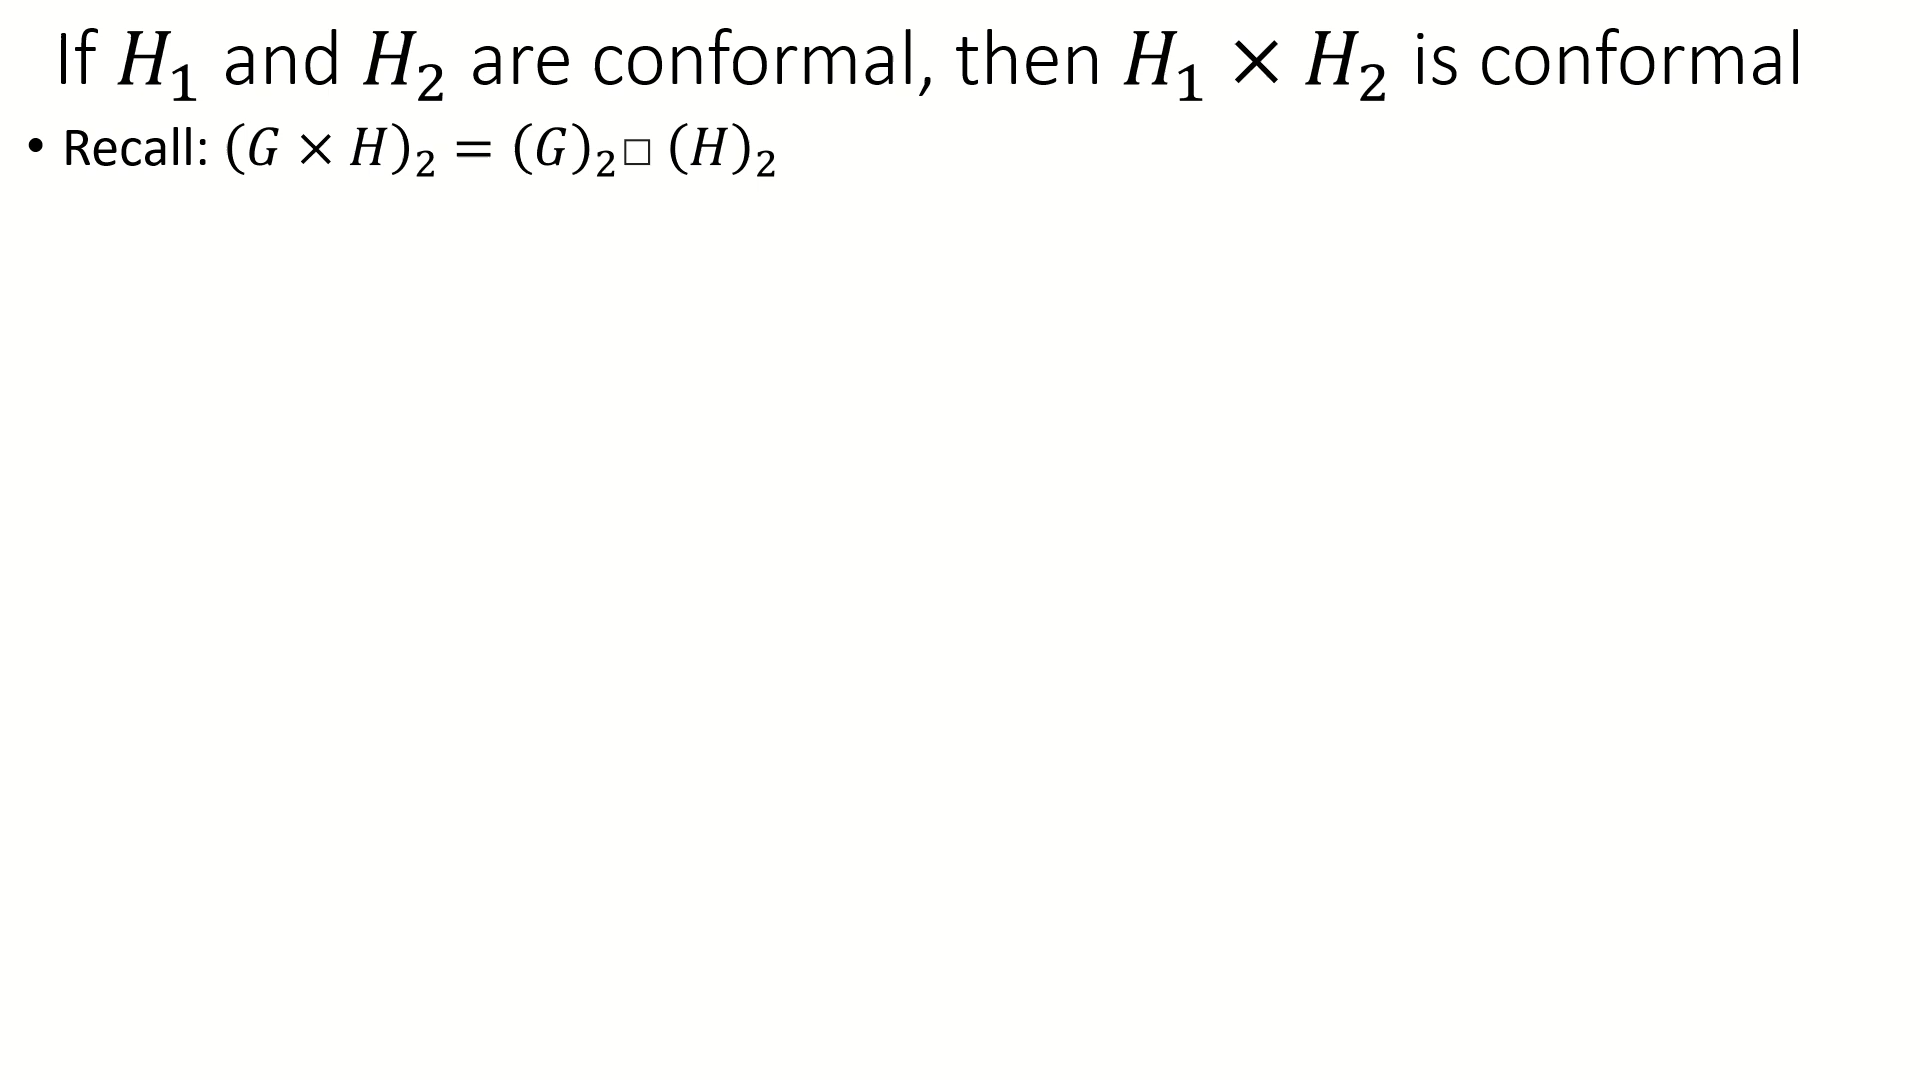 If 𝐻₁ and 𝐻₂ are conformal, then 𝐻₁ × 𝐻₂ is conformal
• Recall: (𝐺 × 𝐻)₂ = (𝐺)₂□ (𝐻)₂